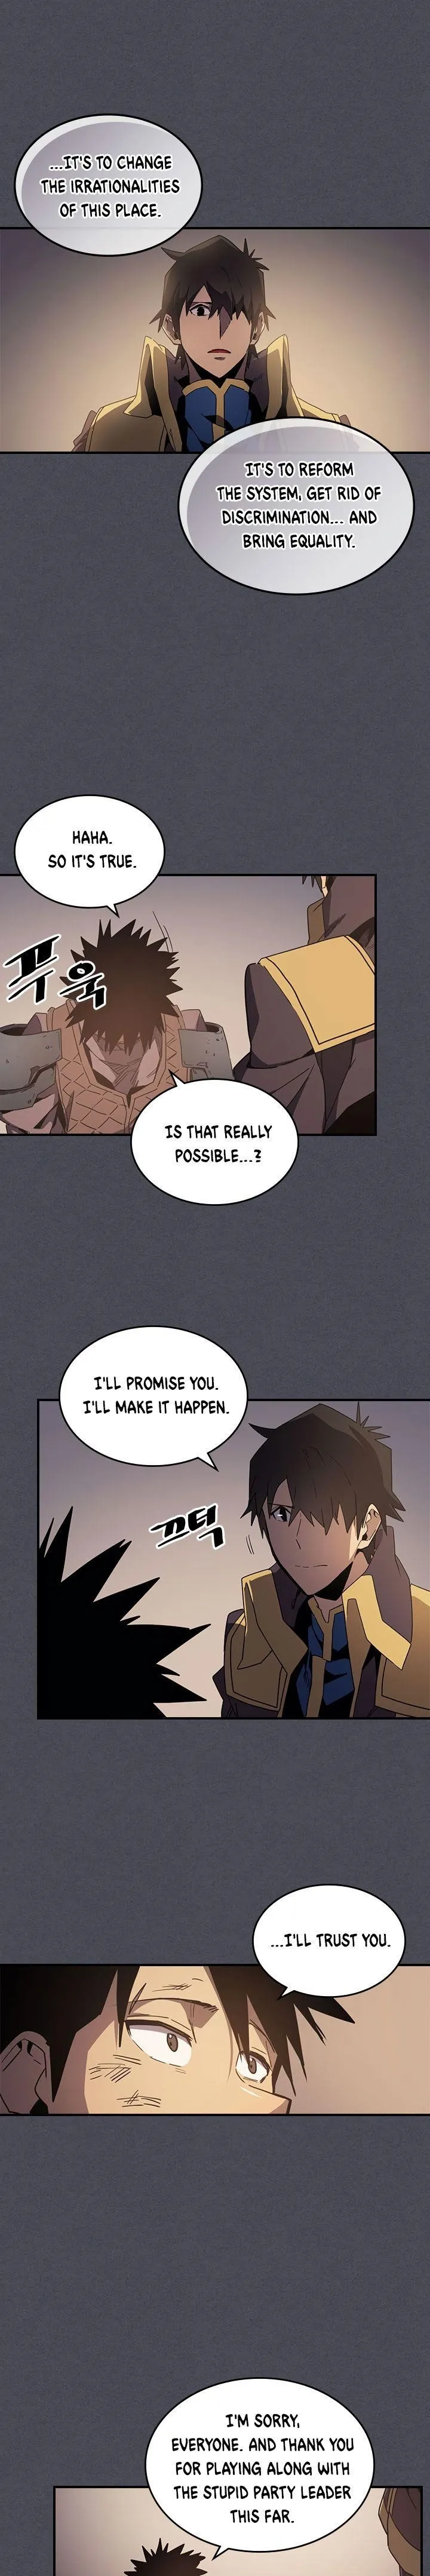 ...IT'S TO CHANGE
THE IRRATIONALITIES
OF THIS PLACE.
IT'S TO REFORM
THE SYSTEM, GET RID OF
DISCRIMINATION... AND
BRING EQUALITY.
HAHA.
SO IT'S TRUE.
꾸욱
IS THAT REALLY
POSSIBLE...?
I'LL PROMISE YOU.
I'LL MAKE IT HAPPEN.
끄덕
...I'LL TRUST YOU.
I'M SORRY,
EVERYONE. AND THANK YOU
FOR PLAYING ALONG WITH
THE STUPID PARTY LEADER
THIS FAR.